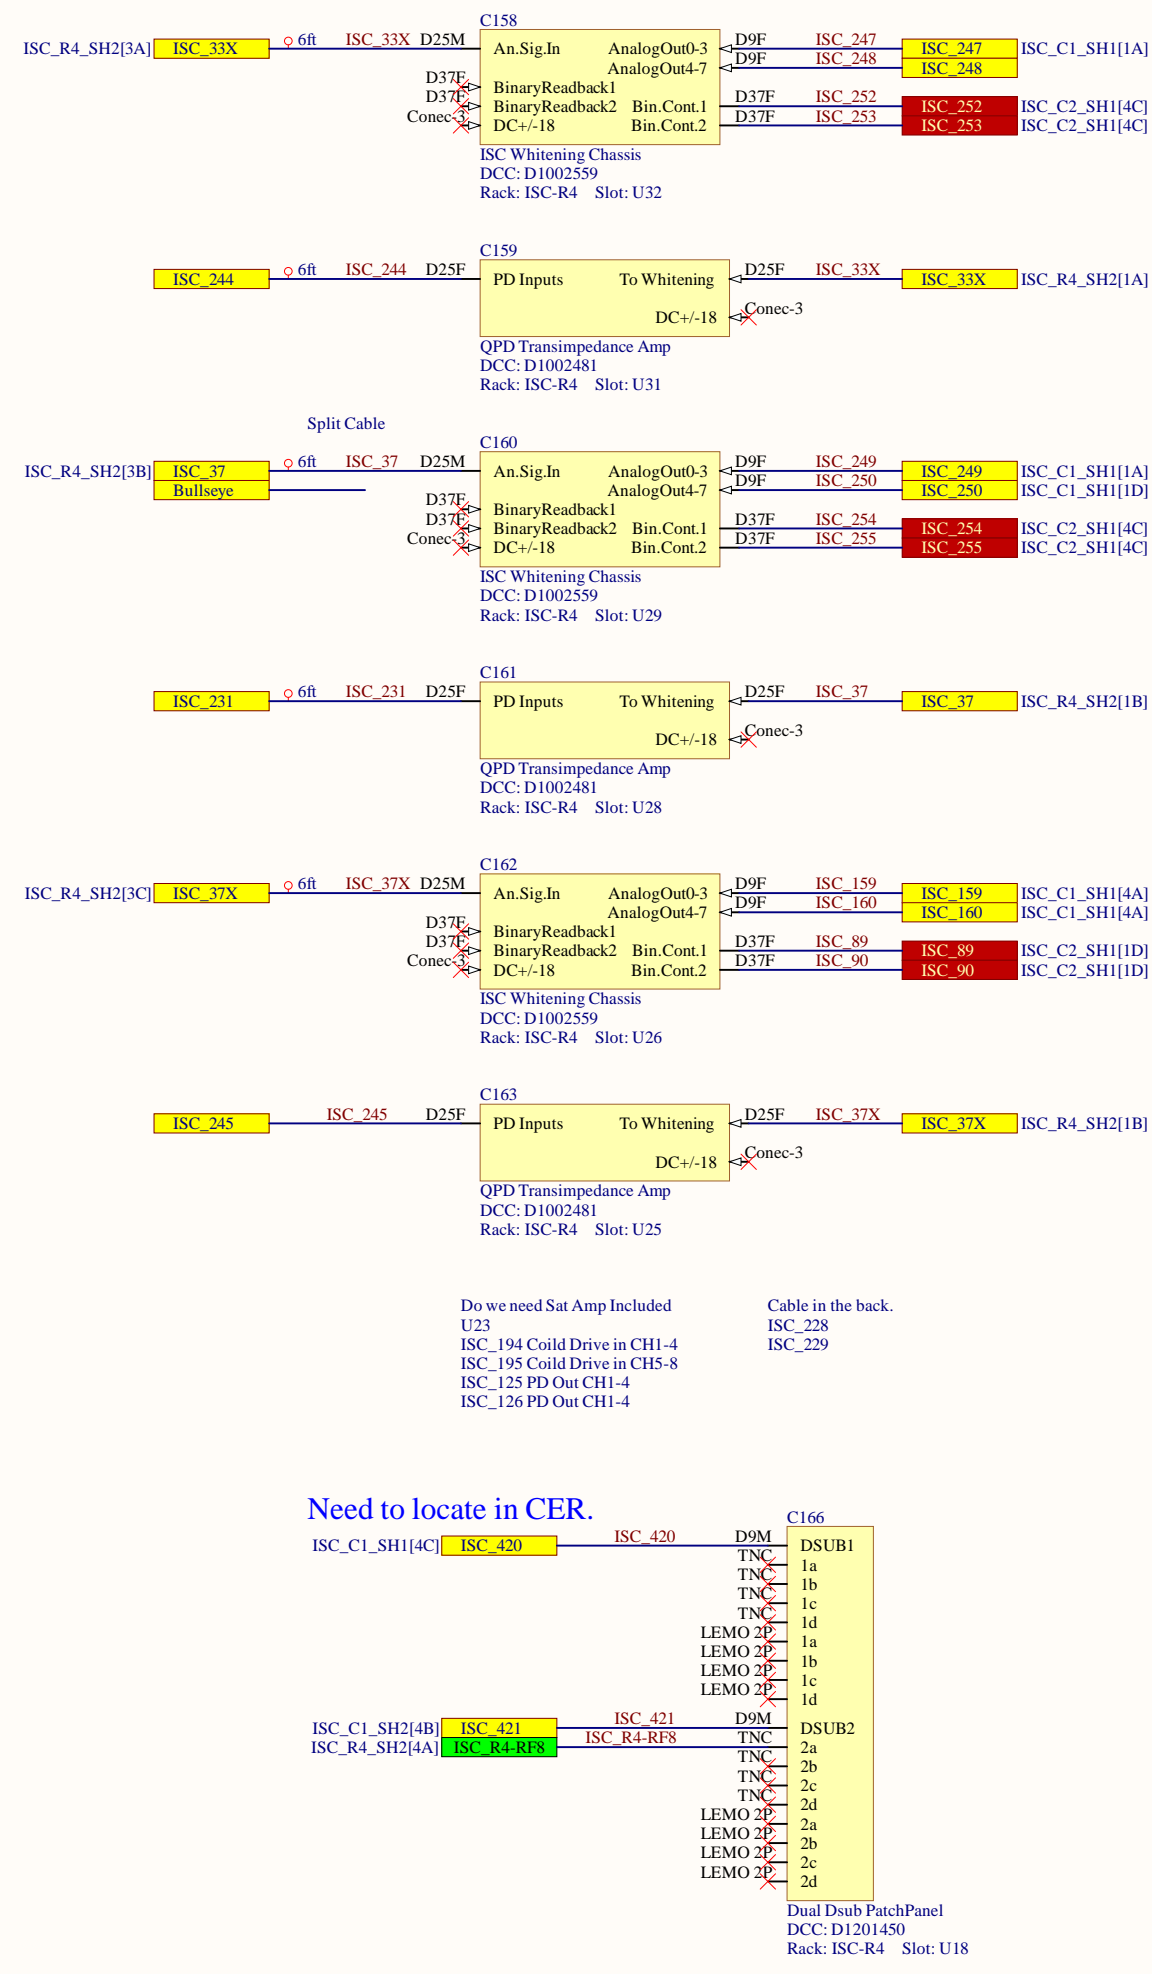 C158
ISC_R4_SH2[3A] ISC_33X 6ft ISC_33X D25M An.Sig.In AnalogOut0-3 D9F ISC_247 ISC_247 ISC_C1_SH1[1A]
AnalogOut4-7 D9F ISC_248 ISC_248
D37F BinaryReadback1
D37F BinaryReadback2 Bin.Cont.1 D37F ISC_252 ISC_252 ISC_C2_SH1[4C]
Conec-3 DC+/-18 Bin.Cont.2 D37F ISC_253 ISC_253 ISC_C2_SH1[4C]
ISC Whitening Chassis
DCC: D1002559
Rack: ISC-R4 Slot: U32
C159
ISC_244 6ft ISC_244 D25F PD Inputs To Whitening D25F ISC_33X ISC_33X ISC_R4_SH2[1A]
DC+/-18 Conec-3
QPD Transimpedance Amp
DCC: D1002481
Rack: ISC-R4 Slot: U31
Split Cable
C160
ISC_R4_SH2[3B] ISC_37 6ft ISC_37 D25M An.Sig.In AnalogOut0-3 D9F ISC_249 ISC_249 ISC_C1_SH1[1A]
Bullseye AnalogOut4-7 D9F ISC_250 ISC_250 ISC_C1_SH1[1D]
D37F BinaryReadback1
D37F BinaryReadback2 Bin.Cont.1 D37F ISC_254 ISC_254 ISC_C2_SH1[4C]
Conec-3 DC+/-18 Bin.Cont.2 D37F ISC_255 ISC_255 ISC_C2_SH1[4C]
ISC Whitening Chassis
DCC: D1002559
Rack: ISC-R4 Slot: U29
C161
ISC_231 6ft ISC_231 D25F PD Inputs To Whitening D25F ISC_37 ISC_37 ISC_R4_SH2[1B]
DC+/-18 Conec-3
QPD Transimpedance Amp
DCC: D1002481
Rack: ISC-R4 Slot: U28
C162
ISC_R4_SH2[3C] ISC_37X 6ft ISC_37X D25M An.Sig.In AnalogOut0-3 D9F ISC_159 ISC_159 ISC_C1_SH1[4A]
AnalogOut4-7 D9F ISC_160 ISC_160 ISC_C1_SH1[4A]
D37F BinaryReadback1
D37F BinaryReadback2 Bin.Cont.1 D37F ISC_89 ISC_89 ISC_C2_SH1[1D]
Conec-3 DC+/-18 Bin.Cont.2 D37F ISC_90 ISC_90 ISC_C2_SH1[1D]
ISC Whitening Chassis
DCC: D1002559
Rack: ISC-R4 Slot: U26
C163
ISC_245 ISC_245 D25F PD Inputs To Whitening D25F ISC_37X ISC_37X ISC_R4_SH2[1B]
DC+/-18 Conec-3
QPD Transimpedance Amp
DCC: D1002481
Rack: ISC-R4 Slot: U25
Do we need Sat Amp Included
U23
ISC_194 Coild Drive in CH1-4
ISC_195 Coild Drive in CH5-8
ISC_125 PD Out CH1-4
ISC_126 PD Out CH1-4
Cable in the back.
ISC_228
ISC_229
Need to locate in CER.
C166
ISC_C1_SH1[4C] ISC_420 ISC_420 D9M DSUB1
TNC 1a
TNC 1b
TNC 1c
TNC 1d
LEMO 2P 1a
LEMO 2P 1b
LEMO 2P 1c
LEMO 2P 1d
ISC_C1_SH2[4B] ISC_421 ISC_421 D9M DSUB2
ISC_R4_SH2[4A] ISC_R4-RF8 ISC_R4-RF8 TNC 2a
TNC 2b
TNC 2c
TNC 2d
LEMO 2P 2a
LEMO 2P 2b
LEMO 2P 2c
LEMO 2P 2d
Dual Dsub PatchPanel
DCC: D1201450
Rack: ISC-R4 Slot: U18